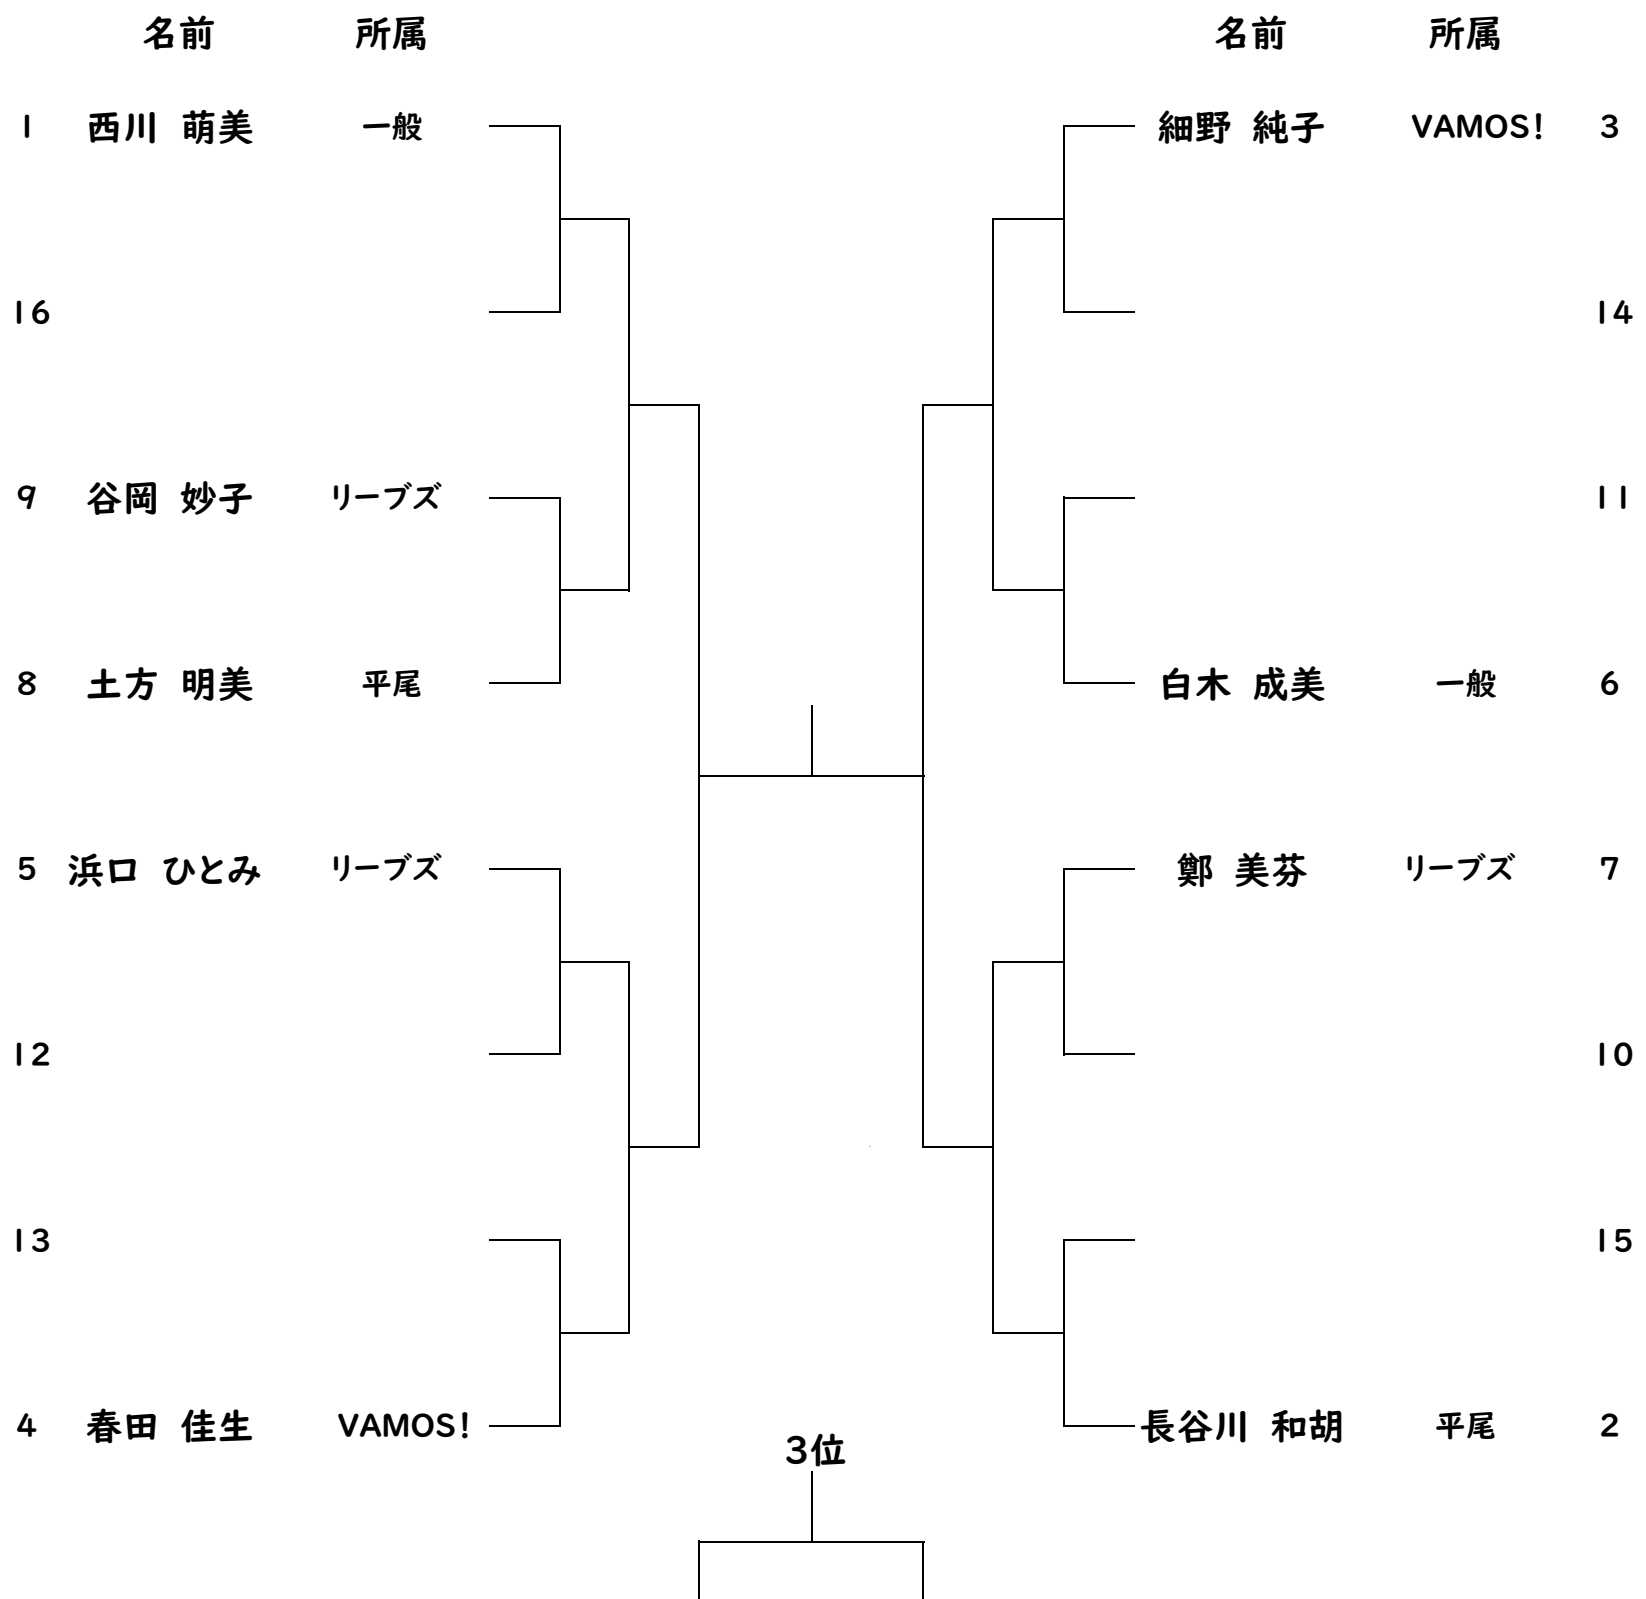 名前 所属 名前 所属
1 西川 萌美 一般 細野 純子 VAMOS! 3
16 14
9 谷岡 妙子 リーブズ 11
8 土方 明美 平尾 白木 成美 一般 6
5 浜口 ひとみ リーブズ 鄭 美芬 リーブズ 7
12 10
13 15
4 春田 佳生 VAMOS! 長谷川 和胡 平尾 2
3位